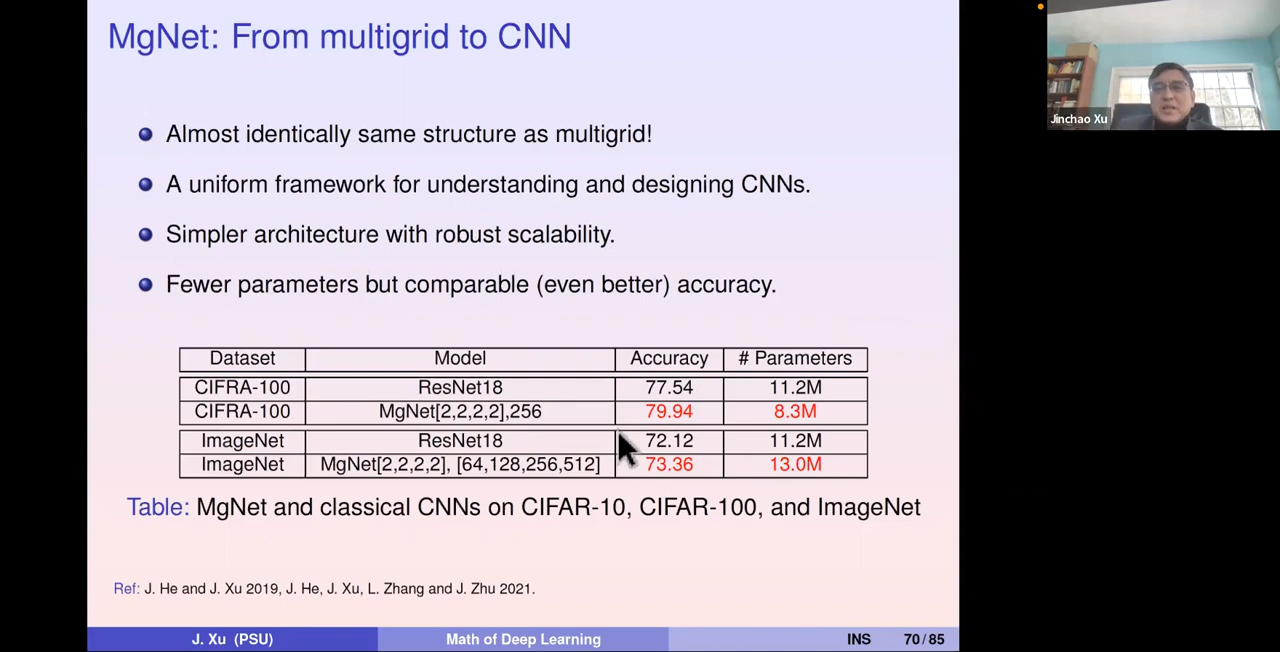 MgNet: From multigrid to CNN
Jinchao Xu
Almost identically same structure as multigrid!
A uniform framework for understanding and designing CNNs.
Simpler architecture with robust scalability.
Fewer parameters but comparable (even better) accuracy.
Dataset Model Accuracy # Parameters
CIFRA-100 ResNet18 77.54 11.2M
CIFRA-100 MgNet[2,2,2,2],256 79.94 8.3M
ImageNet ResNet18 72.12 11.2M
ImageNet MgNet[2,2,2,2], [64,128,256,512] 73.36 13.0M
Table: MgNet and classical CNNs on CIFAR-10, CIFAR-100, and ImageNet
Ref: J. He and J. Xu 2019, J. He, J. Xu, L. Zhang and J. Zhu 2021.
J. Xu (PSU) Math of Deep Learning INS 70/85